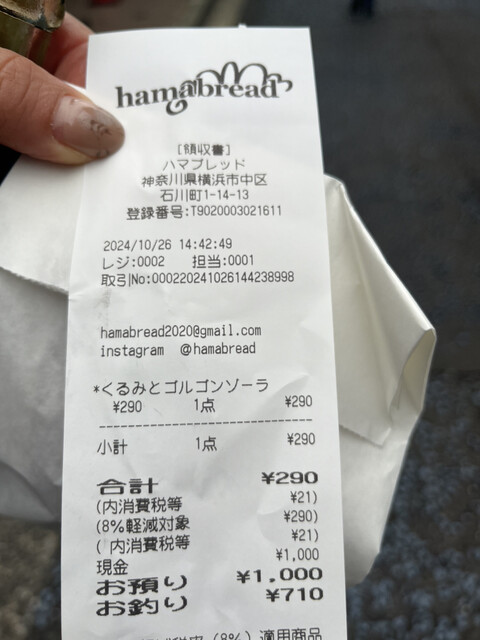 hamabread
[領収書]
ハマブレッド
神奈川県横浜市中区
石川町1-14-13
登録番号:T9020003021611
2024/10/26 14:42:49
レジ:0002 担当:0001
取引No:000220241026144238998
hamabread2020@gmail.com
instagram @hamabread
*くるみとゴルゴンゾーラ
¥290 1点 ¥290
小計 1点 ¥290
合計 ¥290
(内消費税等 ¥21)
(8%軽減対象 ¥290)
( 内消費税等 ¥21)
現金 ¥1,000
お預り ¥1,000
お釣り ¥710
(8%)適用商品